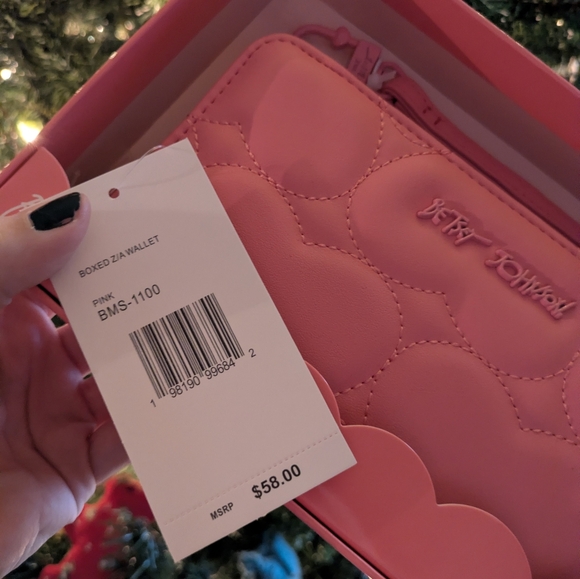 BOXED Z/A WALLET
PINK
BMS-1100
1 98190 99684 2
MSRP $58.00
BETSEY JOHNSON